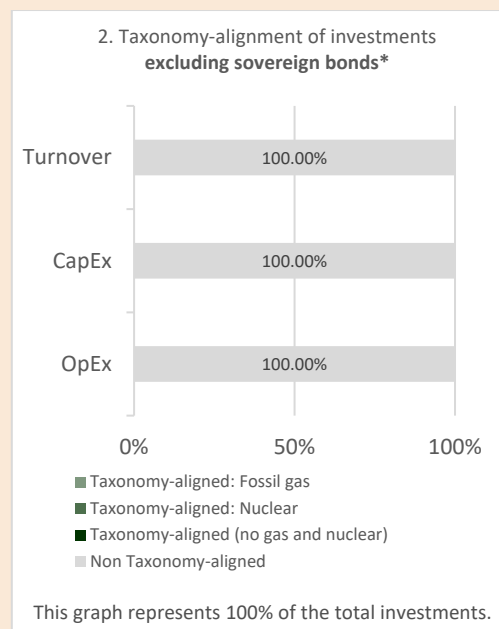 2. Taxonomy-alignment of investments
excluding sovereign bonds*
Turnover
100.00%
CapEx
100.00%
OpEx
100.00%
0% 50% 100%
Taxonomy-aligned: Fossil gas
Taxonomy-aligned: Nuclear
Taxonomy-aligned (no gas and nuclear)
Non Taxonomy-aligned
This graph represents 100% of the total investments.